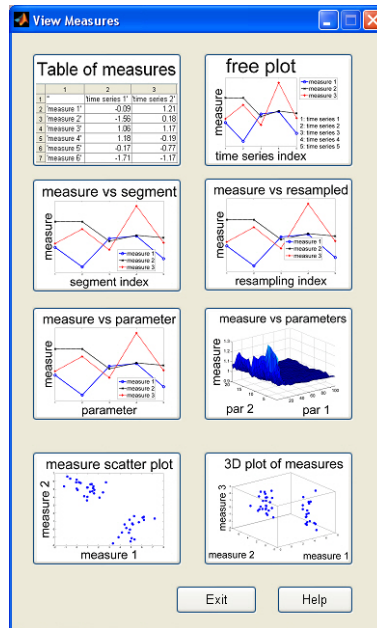 View Measures
Table of measures
1 2 3
1 '' 'time series 1' 'time series 2'
2 'measure 1' -0.09 1.21
3 'measure 2' -1.56 0.18
4 'measure 3' 1.06 1.17
5 'measure 4' 1.18 -0.19
6 'measure 5' -0.17 -0.77
7 'measure 6' -1.71 -1.17
free plot
measure
measure 1
measure 2
measure 3
1: time series 1
2: time series 2
3: time series 3
4: time series 4
5: time series 5
time series index
measure vs segment
measure
measure 1
measure 2
measure 3
segment index
measure vs resampled
measure
measure 1
measure 2
measure 3
resampling index
measure vs parameter
measure
measure 1
measure 2
measure 3
parameter
measure vs parameters
measure
par 2
par 1
measure scatter plot
measure 2
measure 1
3D plot of measures
measure 3
measure 2
measure 1
Exit
Help